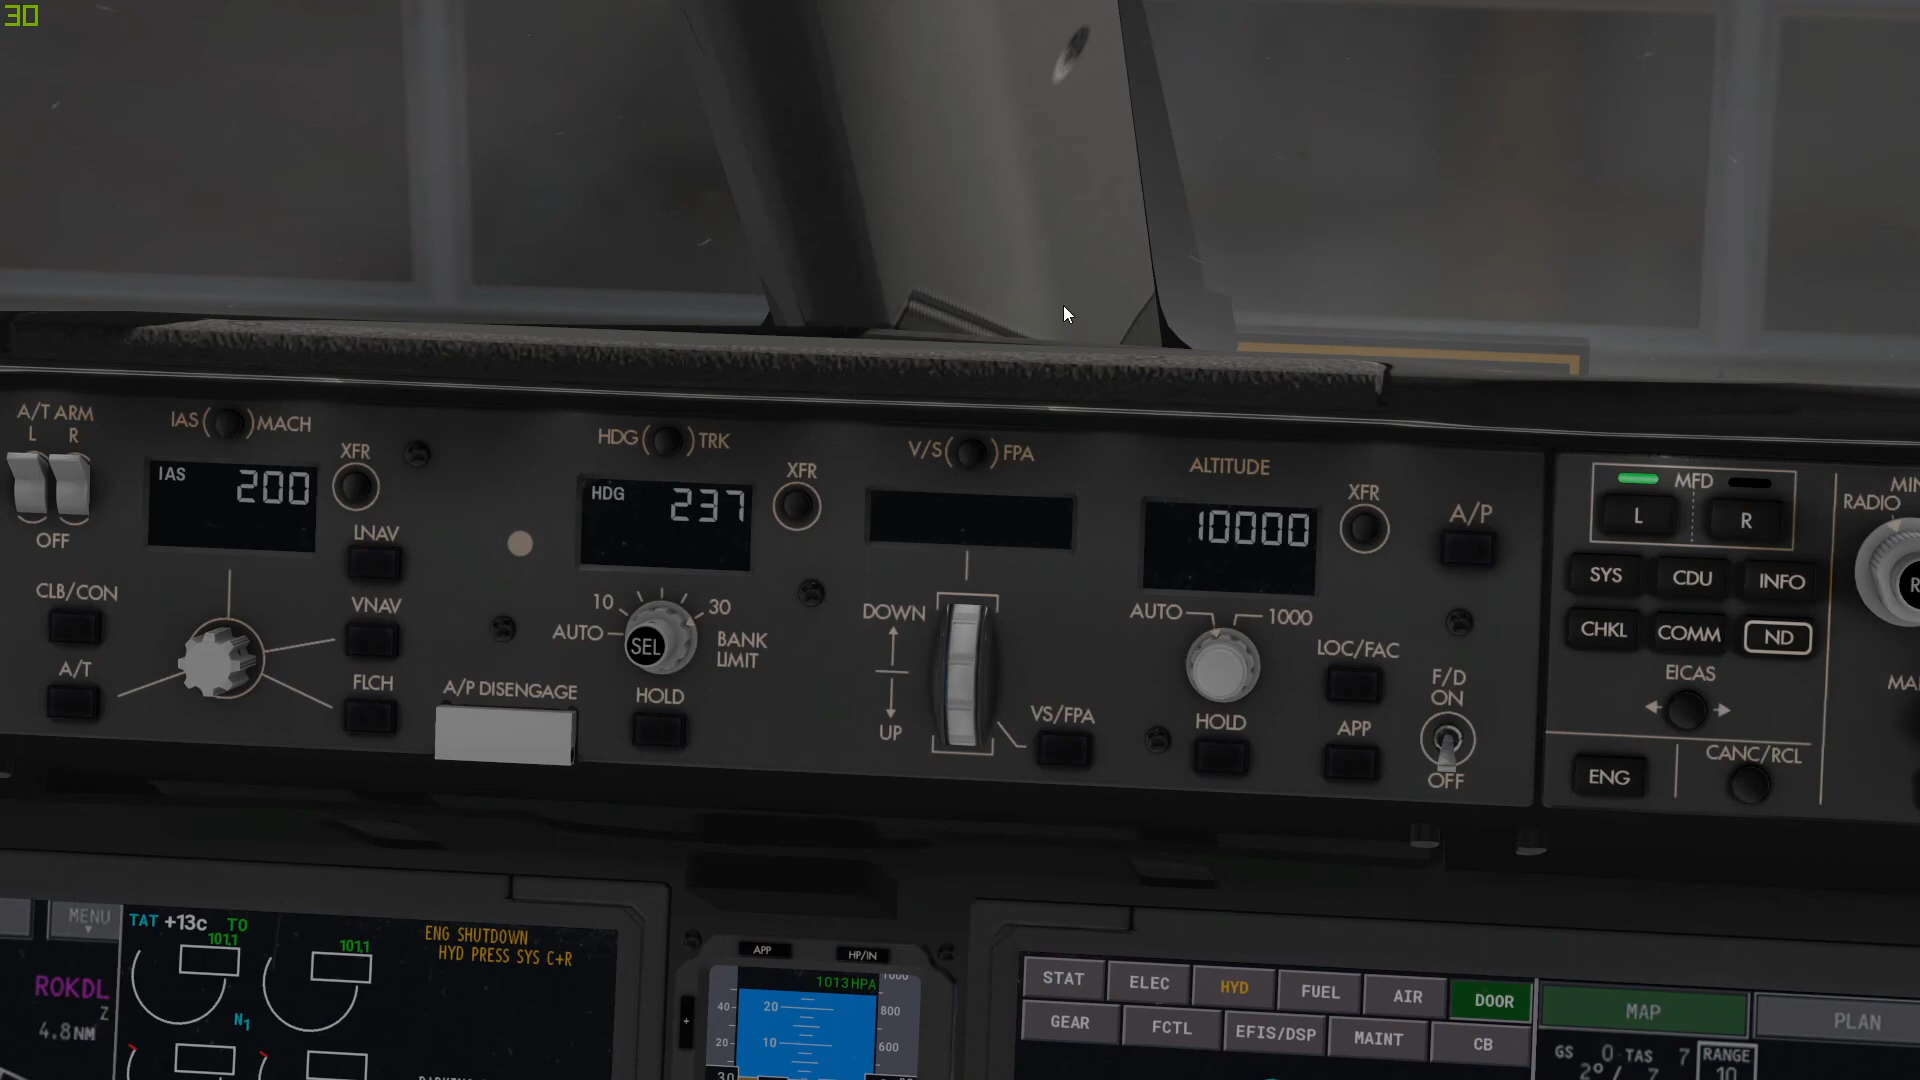 30
A/T ARM
L R
OFF
IAS MACH
IAS 200
XFR
LNAV
VNAV
FLCH
CLB/CON
A/T
A/P DISENGAGE
HDG TRK
HDG 237
XFR
10 30
AUTO
SEL
BANK
LIMIT
HOLD
V/S FPA
DOWN
UP
VS/FPA
ALTITUDE
10000
XFR
AUTO 1000
HOLD
A/P
LOC/FAC
APP
F/D
ON
OFF
MFD
L R
SYS CDU INFO
CHKL COMM ND
EICAS
ENG
CANC/RCL
RADIO
MENU
TAT +13c TO
101.1 101.1
N1
ROKDL
Z
4.8NM
ENG SHUTDOWN
HYD PRESS SYS C+R
APP HP/IN
1013HPA
40 20 800
20 10 600
30
STAT ELEC HYD FUEL AIR DOOR
GEAR FCTL EFIS/DSP MAINT CB
MAP PLAN
GS 0 TAS 7 RANGE
10